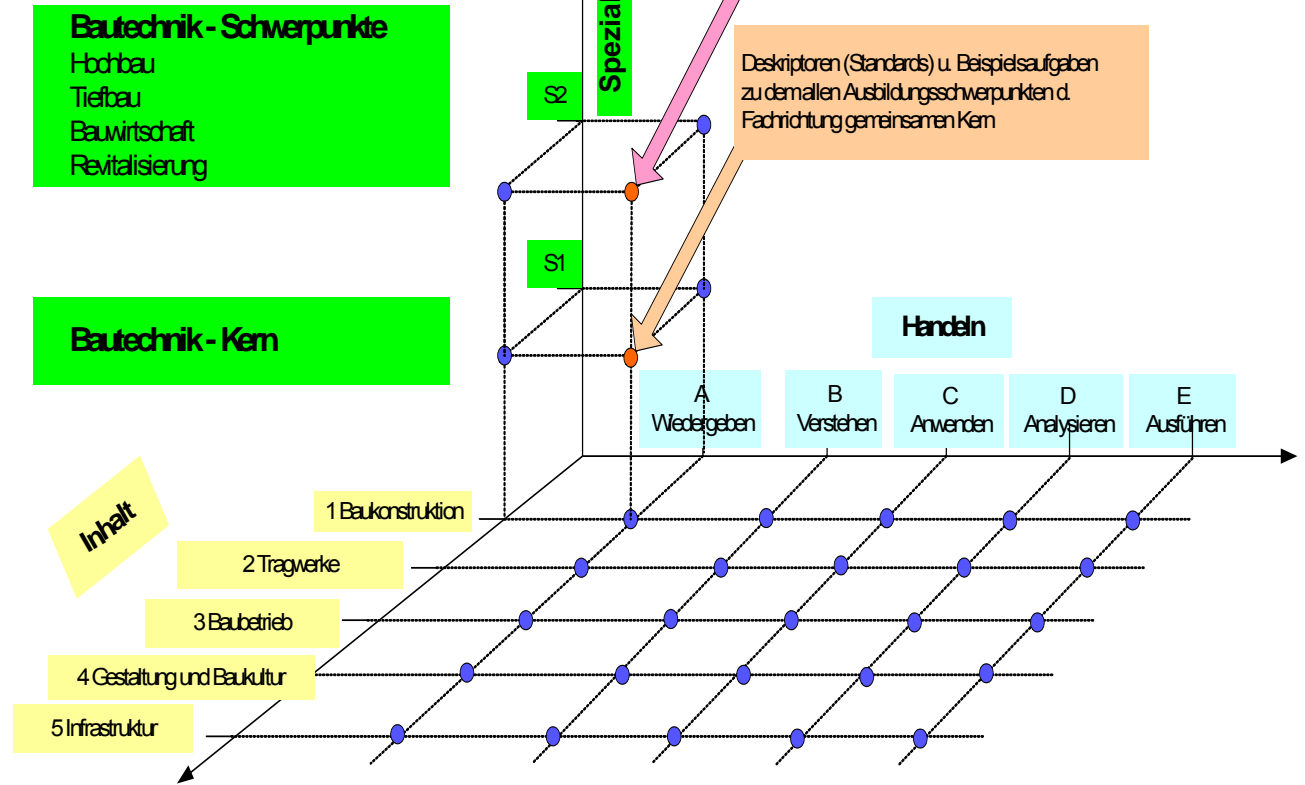 Bautechnik - Schwerpunkte
Hochbau
Tiefbau
Bauwirtschaft
Revitalisierung
Spezial
Deskriptoren (Standards) u. Beispielsaufgaben
zu dem allen Ausbildungsschwerpunkten d.
Fachrichtung gemeinsamen Kern
S2
S1
Bautechnik - Kern
Handeln
A
Wiedergeben
B
Verstehen
C
Anwenden
D
Analysieren
E
Ausführen
Inhalt
1 Baukonstruktion
2 Tragwerke
3 Baubetrieb
4 Gestaltung und Baukultur
5 Infrastruktur